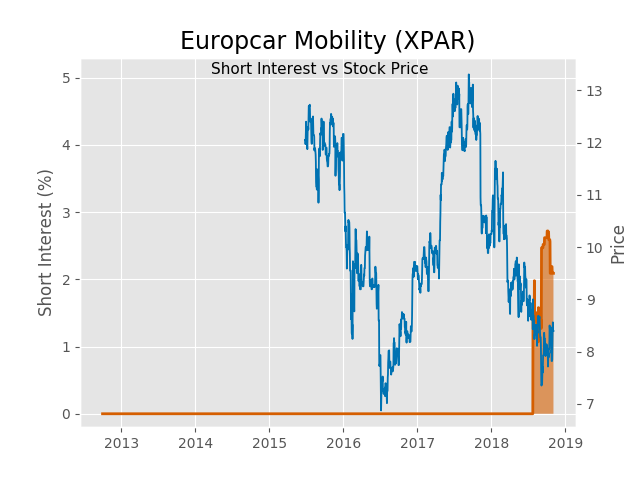 Europcar Mobility (XPAR)
Short Interest vs Stock Price
Short Interest (%)
5
4
3
2
1
0
13
12
11
10
9
8
7
Price
2013 2014 2015 2016 2017 2018 2019